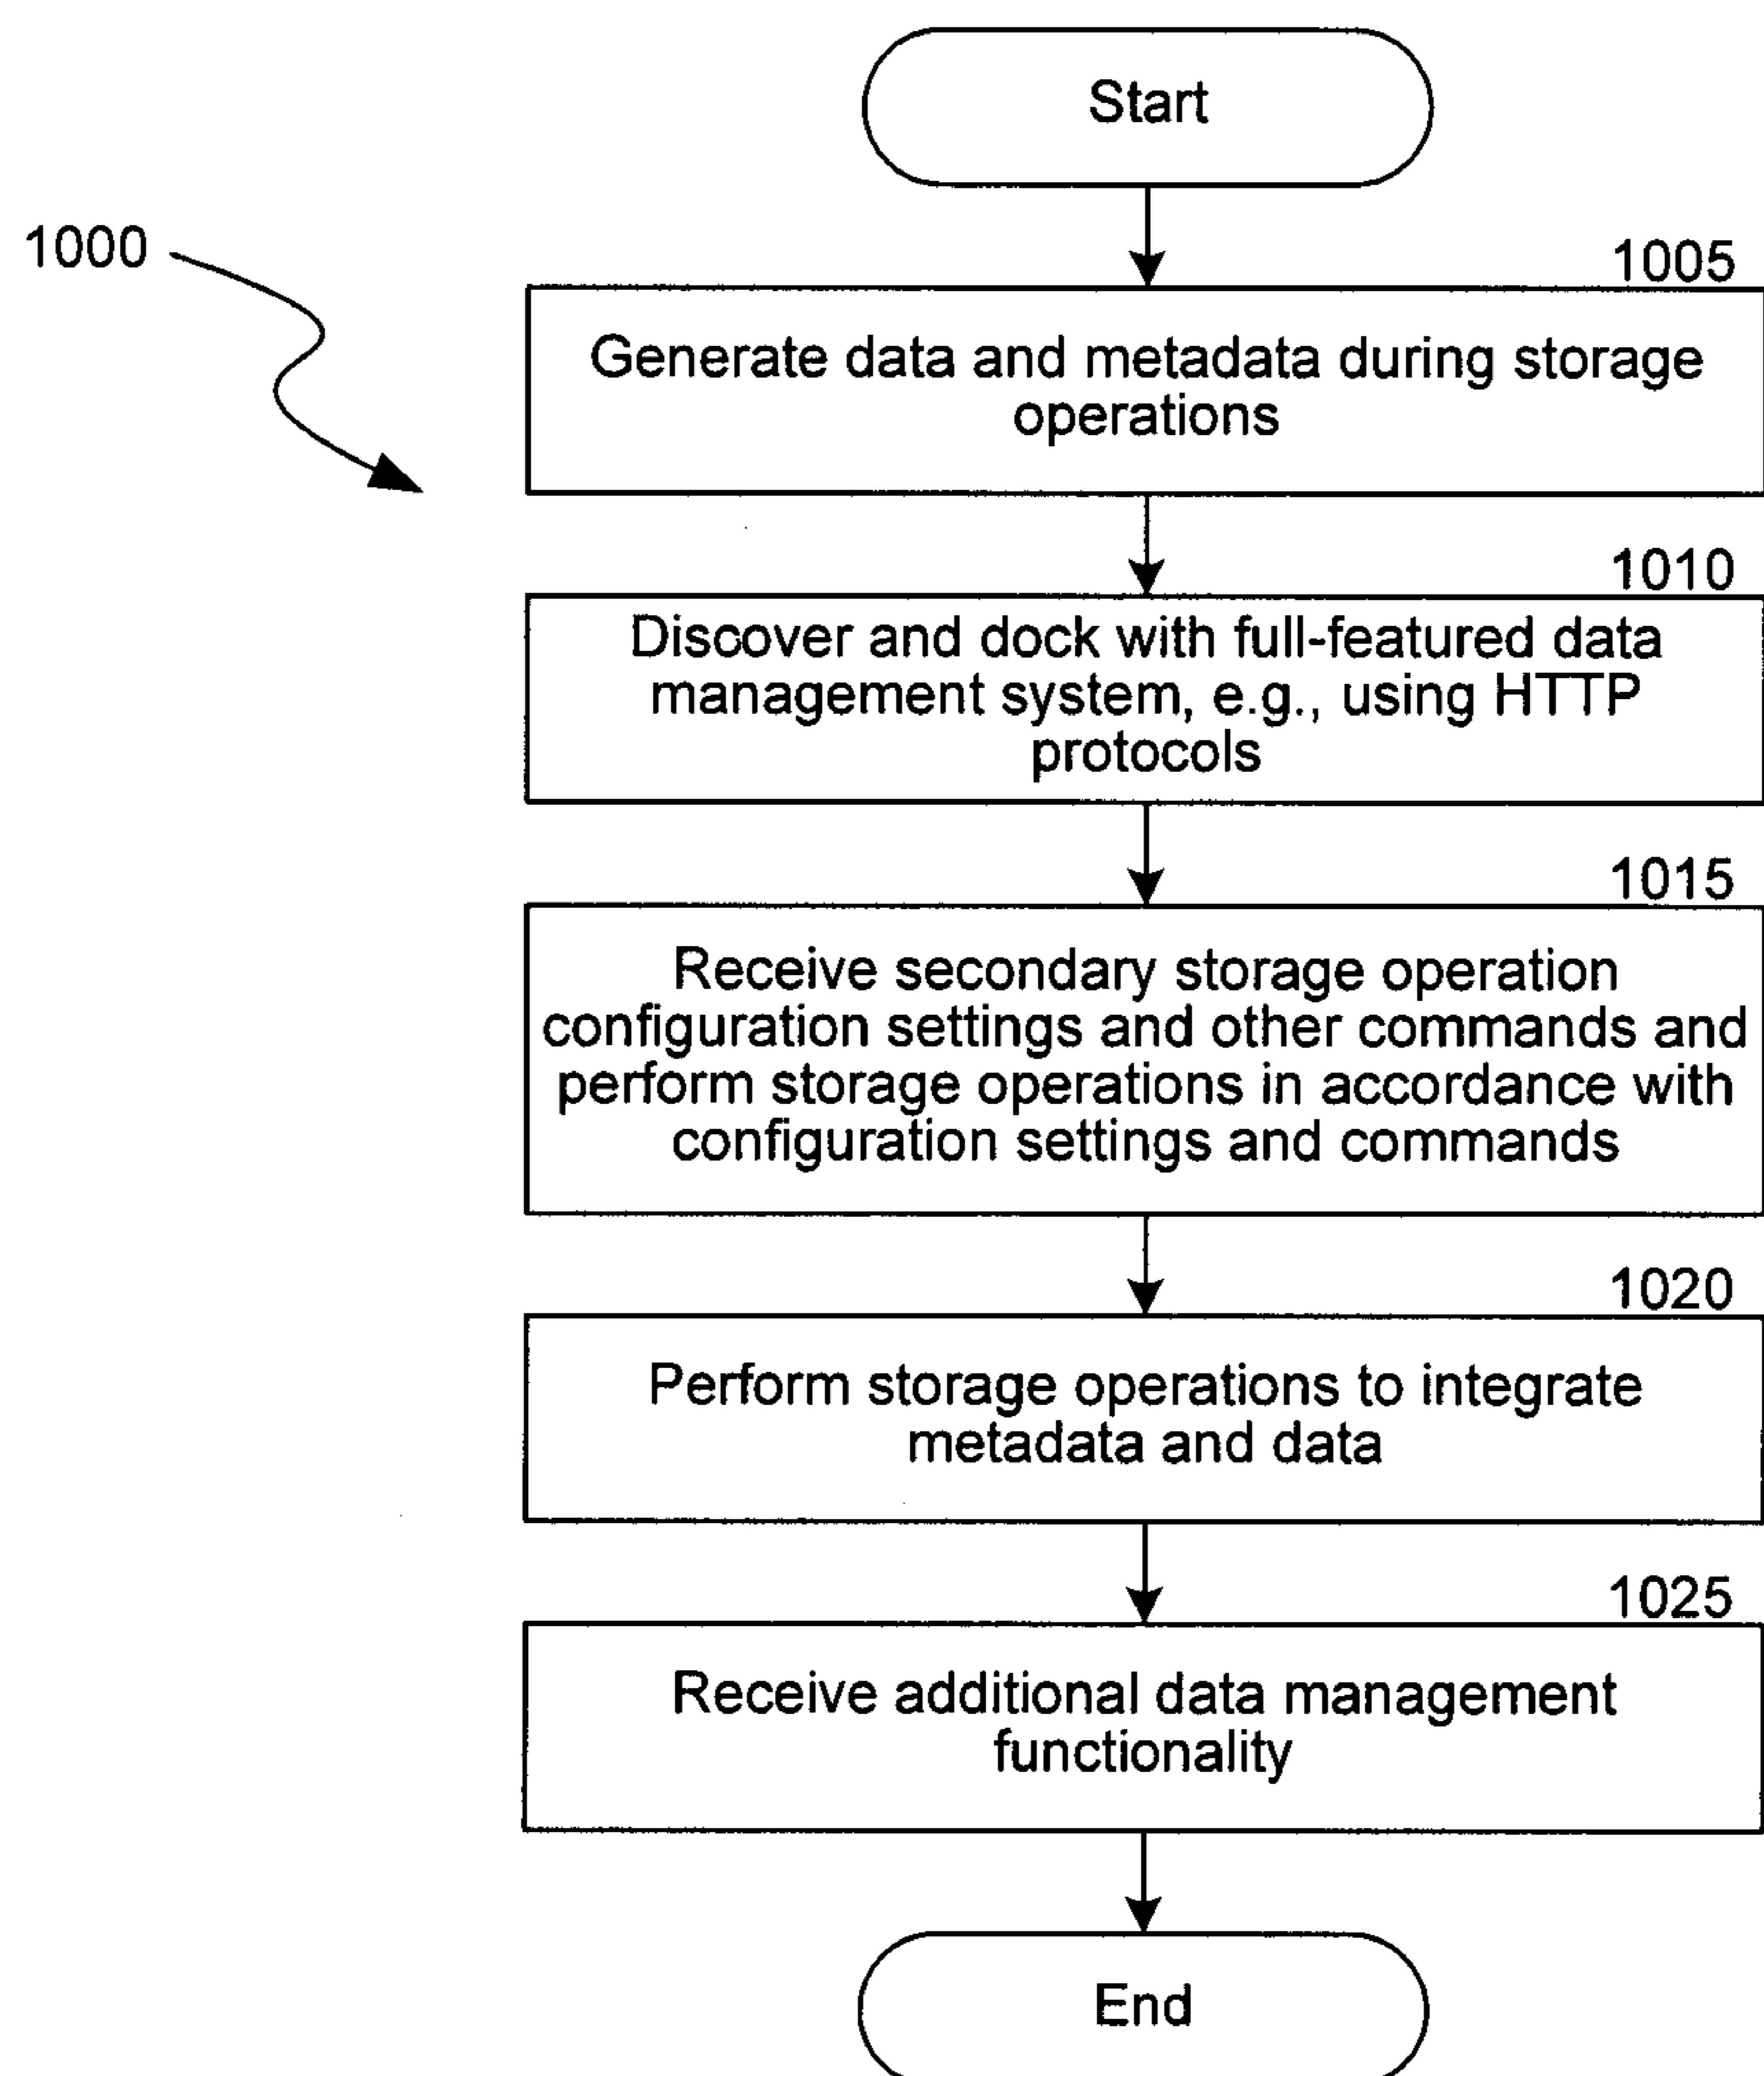 Start
1000
1005
Generate data and metadata during storage
operations
1010
Discover and dock with full-featured data
management system, e.g., using HTTP
protocols
1015
Receive secondary storage operation
configuration settings and other commands and
perform storage operations in accordance with
configuration settings and commands
1020
Perform storage operations to integrate
metadata and data
1025
Receive additional data management
functionality
End